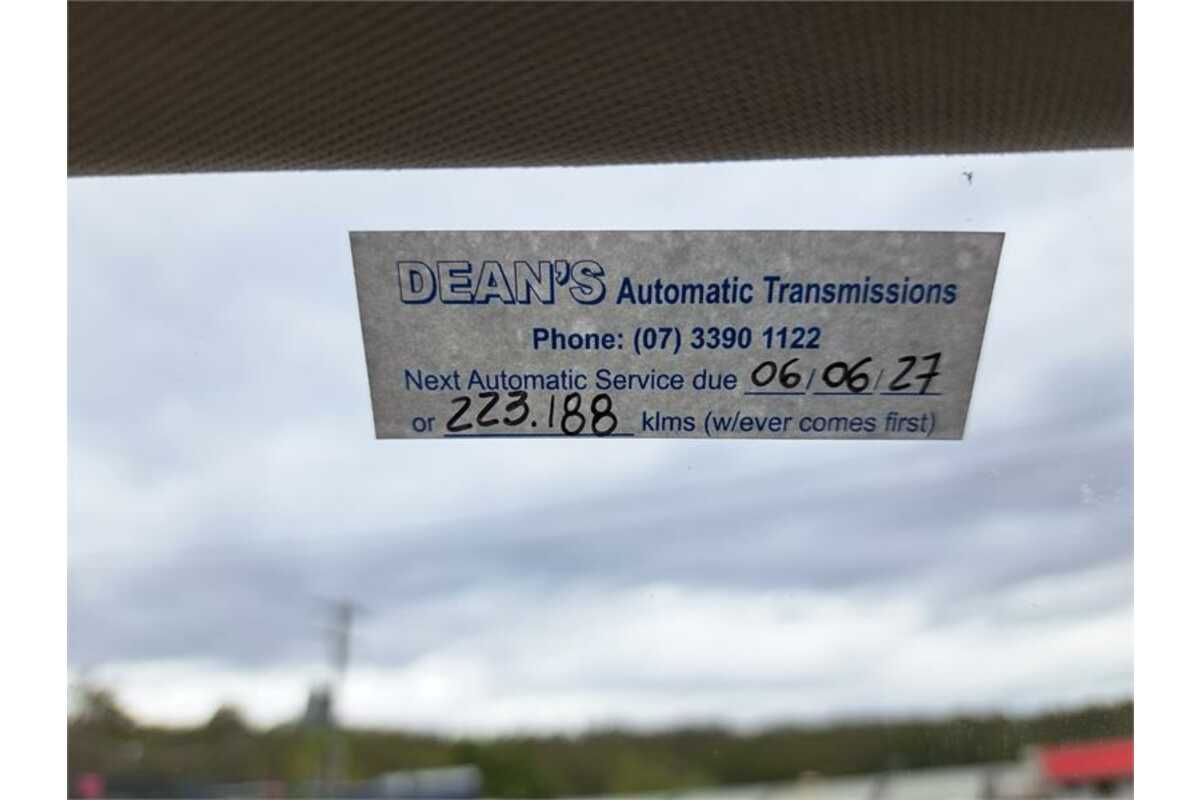 DEAN'S Automatic Transmissions
Phone: (07) 3390 1122
Next Automatic Service due 06/06/27
or 223.188 klms (w/ever comes first)